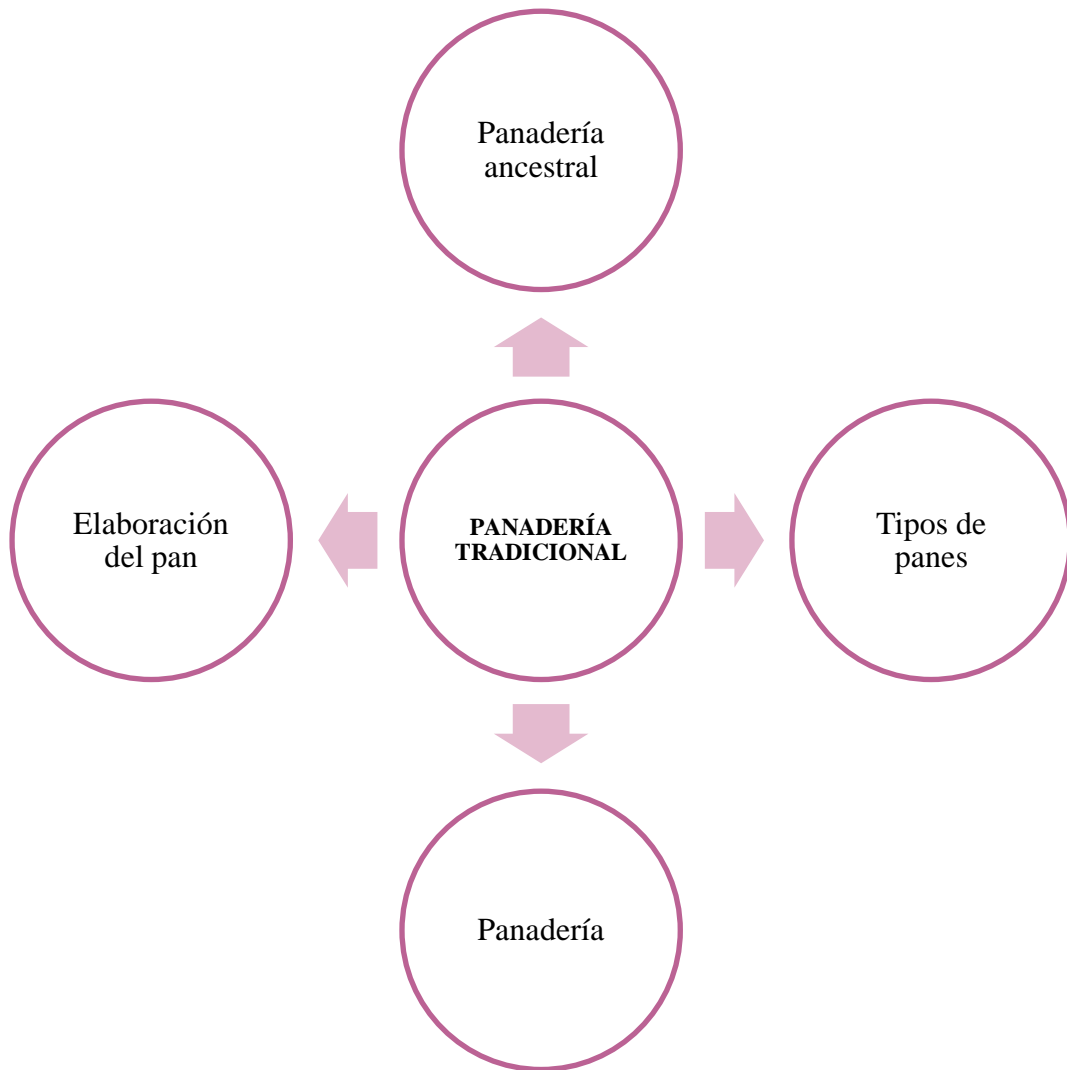 Panadería
ancestral
Elaboración
del pan
PANADERÍA
TRADICIONAL
Tipos de
panes
Panadería